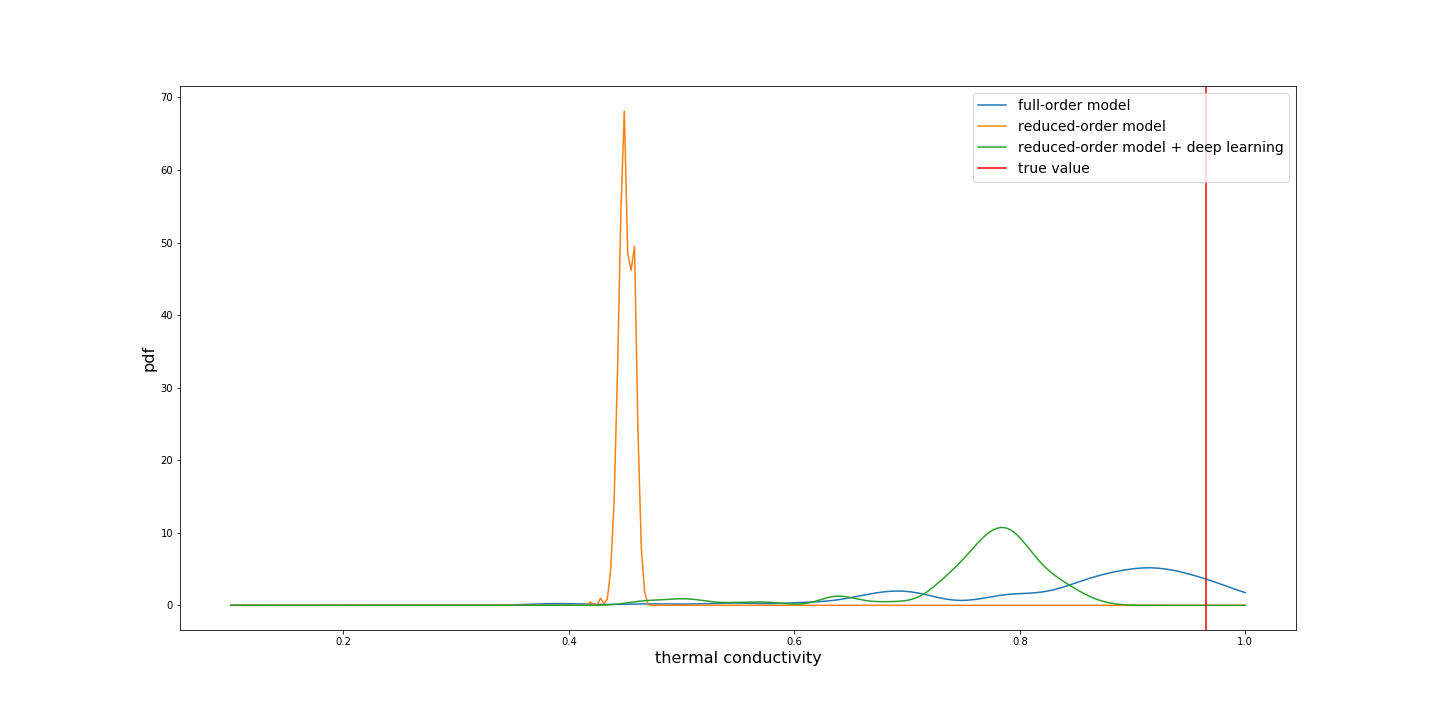 full-order model
reduced-order model
reduced-order model + deep learning
true value
70
60
50
40
30
20
10
0
pdf
0.2 0.4 0.6 0.8 1.0
thermal conductivity